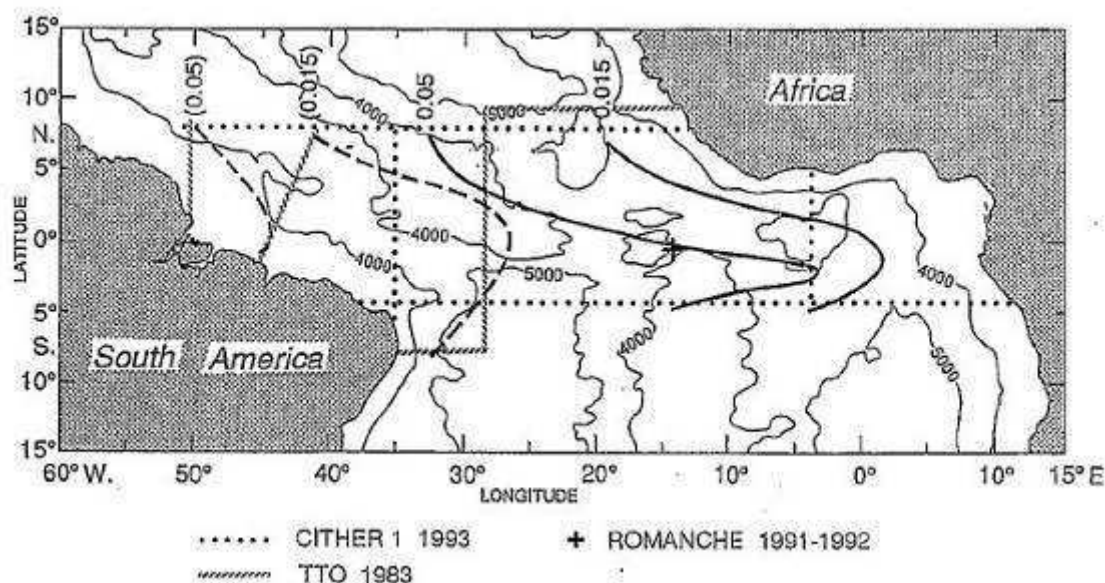 15°
10°
N.
5°
0°
5°
S.
10°
15°
LATITUDE
(0.05)
(0.015)
0.05
0.015
4000
5000
Africa
4000
4000
5000
4000
4000
5000
South America
60° W.
50°
40°
30°
20°
10°
0°
10°
15° E
LONGITUDE
CITHER 1 1993
+ ROMANCHE 1991-1992
TTO 1983